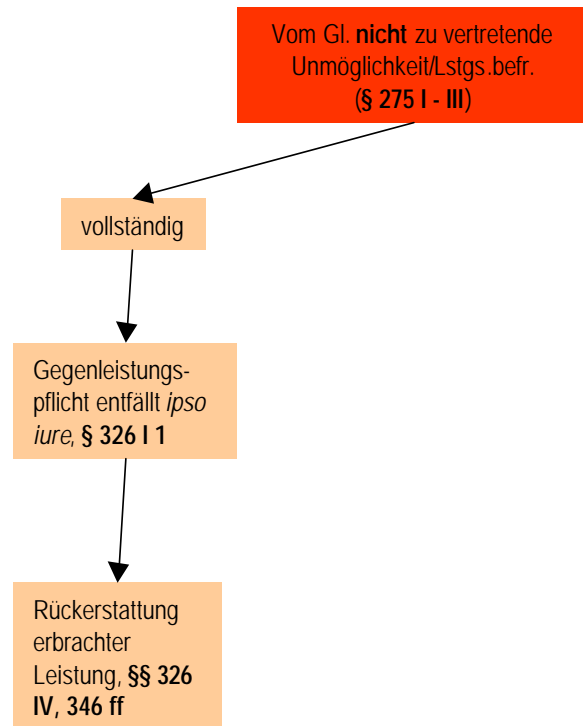 Vom Gl. nicht zu vertretende
Unmöglichkeit/Lstgs.befr.
(§ 275 I - III)
vollständig
Gegenleistungs-
pflicht entfällt ipso
iure, § 326 I 1
Rückerstattung
erbrachter
Leistung, §§ 326
IV, 346 ff